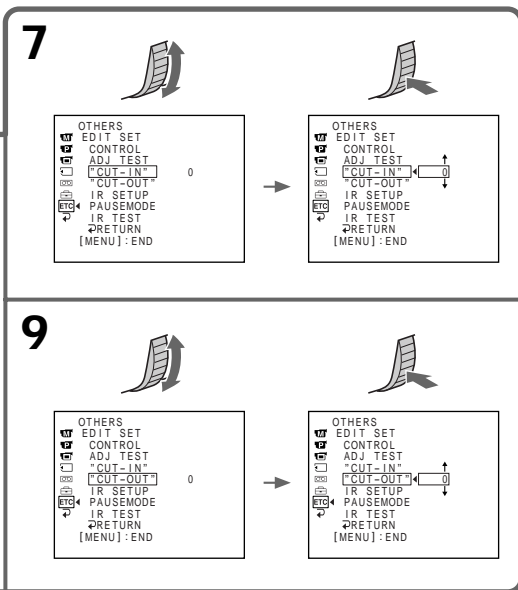 7
OTHERS
EDIT SET
CONTROL
ADJ TEST
"CUT-IN" 0
"CUT-OUT"
IR SETUP
ETC PAUSEMODE
IR TEST
RETURN
[MENU]:END
OTHERS
EDIT SET
CONTROL
ADJ TEST
"CUT-IN" 0
"CUT-OUT"
IR SETUP
ETC PAUSEMODE
IR TEST
RETURN
[MENU]:END
9
OTHERS
EDIT SET
CONTROL
ADJ TEST
"CUT-IN"
"CUT-OUT" 0
IR SETUP
ETC PAUSEMODE
IR TEST
RETURN
[MENU]:END
OTHERS
EDIT SET
CONTROL
ADJ TEST
"CUT-IN"
"CUT-OUT" 0
IR SETUP
ETC PAUSEMODE
IR TEST
RETURN
[MENU]:END